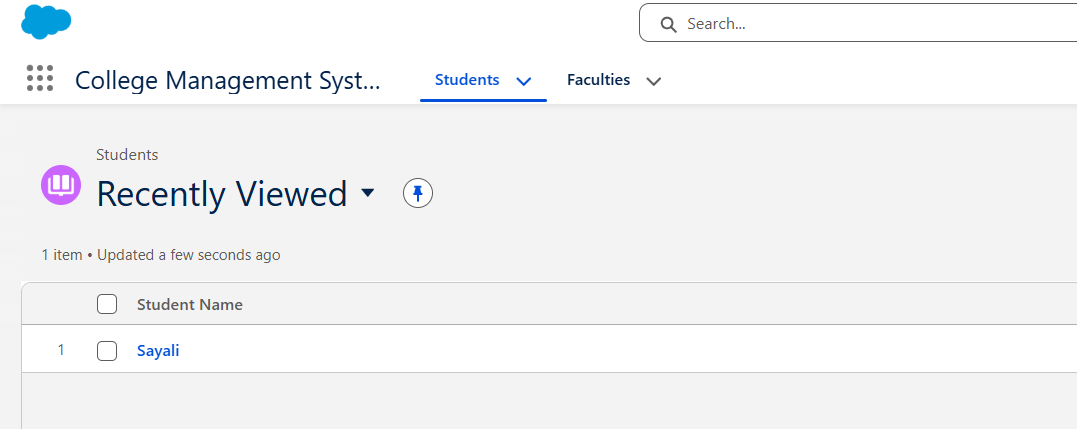 Search...
College Management Syst...
Students
Faculties
Students
Recently Viewed
1 item • Updated a few seconds ago
Student Name
1 Sayali